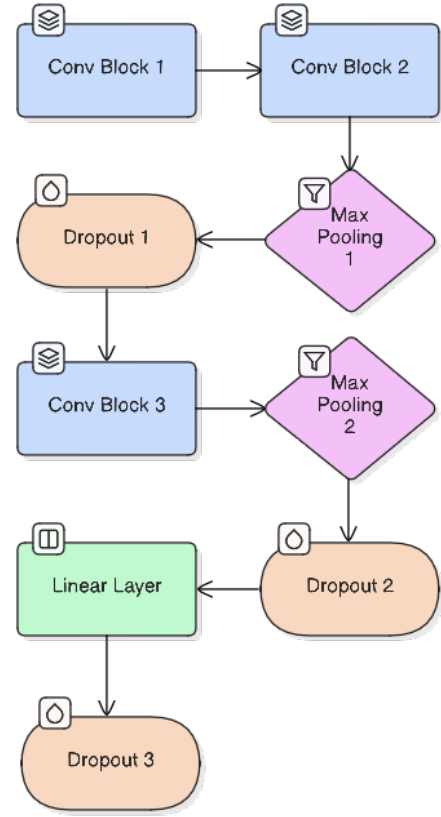 Conv Block 1
Conv Block 2
Max
Pooling
1
Dropout 1
Conv Block 3
Max
Pooling
2
Dropout 2
Linear Layer
Dropout 3